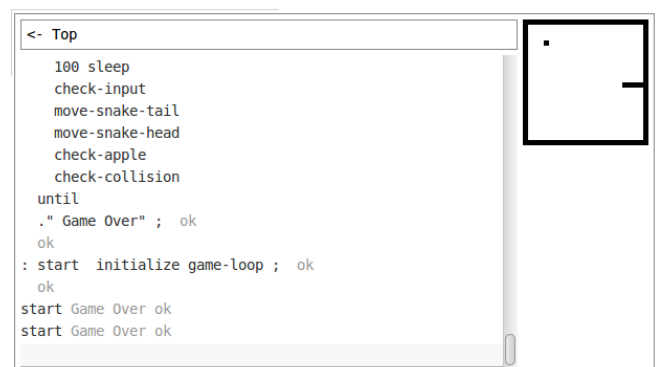 <- Top
100 sleep
check-input
move-snake-tail
move-snake-head
check-apple
check-collision
until
." Game Over" ; ok
ok
: start initialize game-loop ; ok
ok
start Game Over ok
start Game Over ok